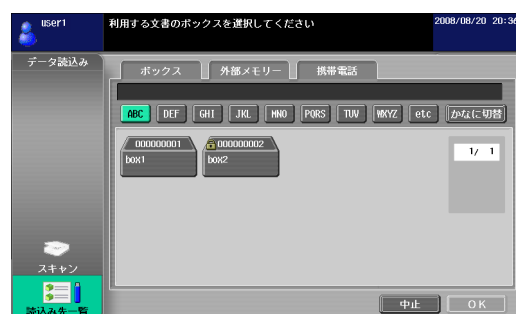 user1
利用する文書のボックスを選択してください
2008/08/20 20:36
データ読込み
ボックス
外部メモリー
携帯電話
ABC DEF GHI JKL MNO PQRS TUV WXYZ etc かなに切替
000000001 000000002
box1 box2
1/ 1
スキャン
読込み先一覧
中止 OK